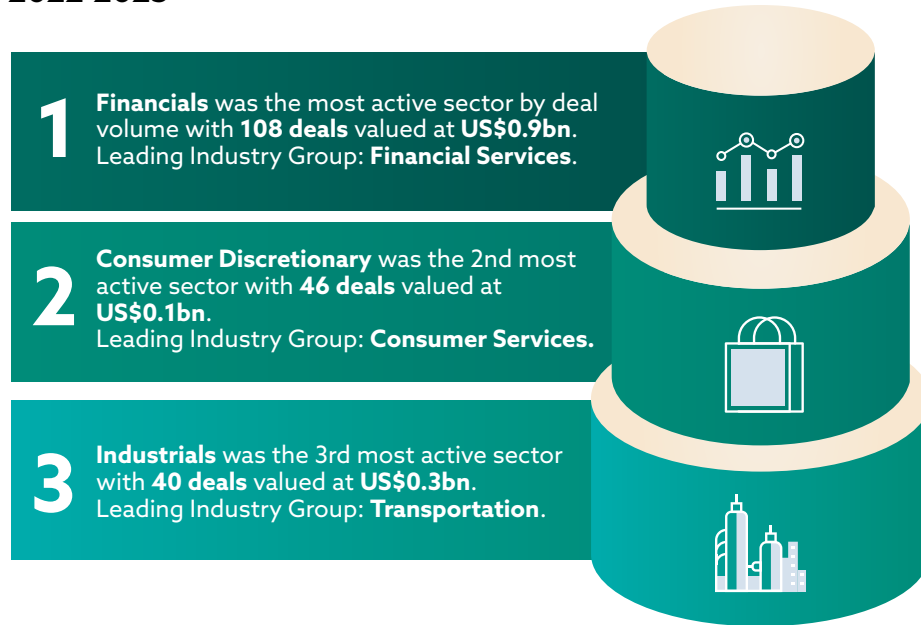 1
Financials was the most active sector by deal
volume with 108 deals valued at US$0.9bn.
Leading Industry Group: Financial Services.
2
Consumer Discretionary was the 2nd most
active sector with 46 deals valued at
US$0.1bn.
Leading Industry Group: Consumer Services.
3
Industrials was the 3rd most active sector
with 40 deals valued at US$0.3bn.
Leading Industry Group: Transportation.